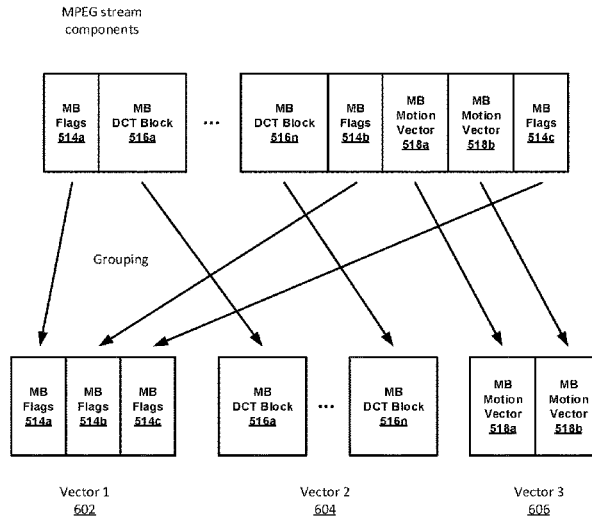 MPEG stream
components
MB
Flags
514a
MB
DCT Block
516a
...
MB
DCT Block
516n
MB
Flags
514b
MB
Motion
Vector
518a
MB
Motion
Vector
518b
MB
Flags
514c
Grouping
MB
Flags
514a
MB
Flags
514b
MB
Flags
514c
MB
DCT Block
516a
...
MB
DCT Block
516n
MB
Motion
Vector
518a
MB
Motion
Vector
518b
Vector 1
602
Vector 2
604
Vector 3
606